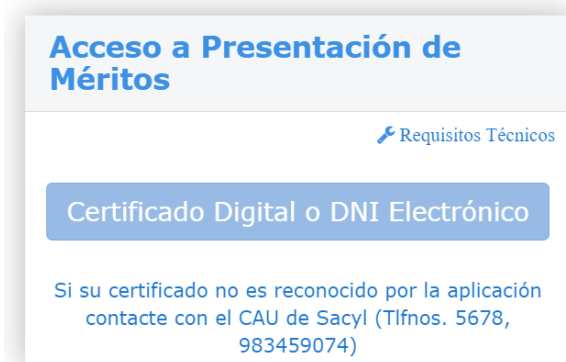 Acceso a Presentación de
Méritos
Requisitos Técnicos
Certificado Digital o DNI Electrónico
Si su certificado no es reconocido por la aplicación
contacte con el CAU de Sacyl (Tlfnos. 5678,
983459074)